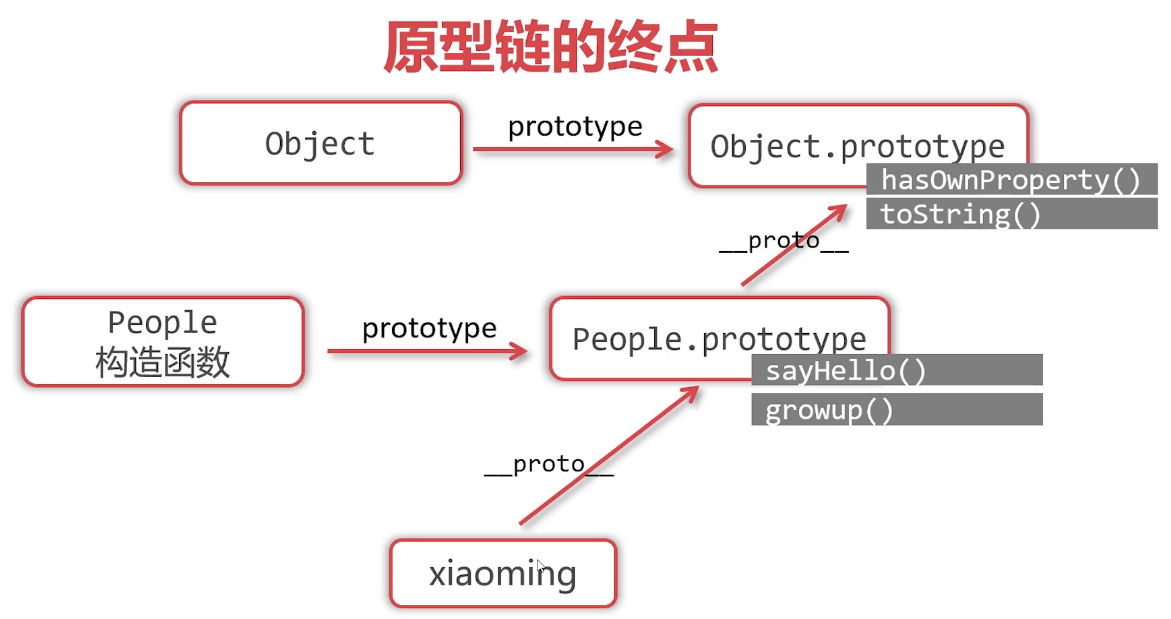 原型链的终点
Object
prototype
Object.prototype
hasOwnProperty()
toString()
__proto__
People
构造函数
prototype
People.prototype
sayHello()
growup()
__proto__
xiaoming